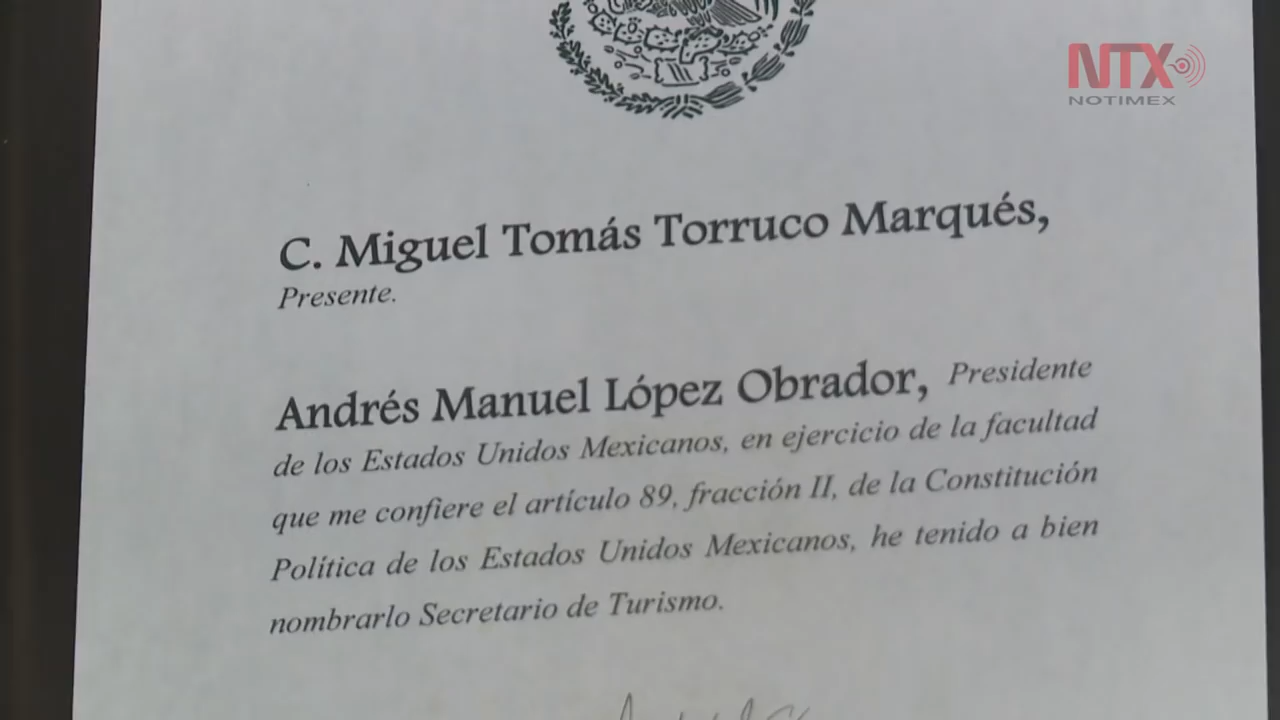 NTX
NOTIMEX
C. Miguel Tomás Torruco Marqués,
Presente.
Andrés Manuel López Obrador, Presidente
de los Estados Unidos Mexicanos, en ejercicio de la facultad
que me confiere el artículo 89, fracción II, de la Constitución
Política de los Estados Unidos Mexicanos, he tenido a bien
nombrarlo Secretario de Turismo.